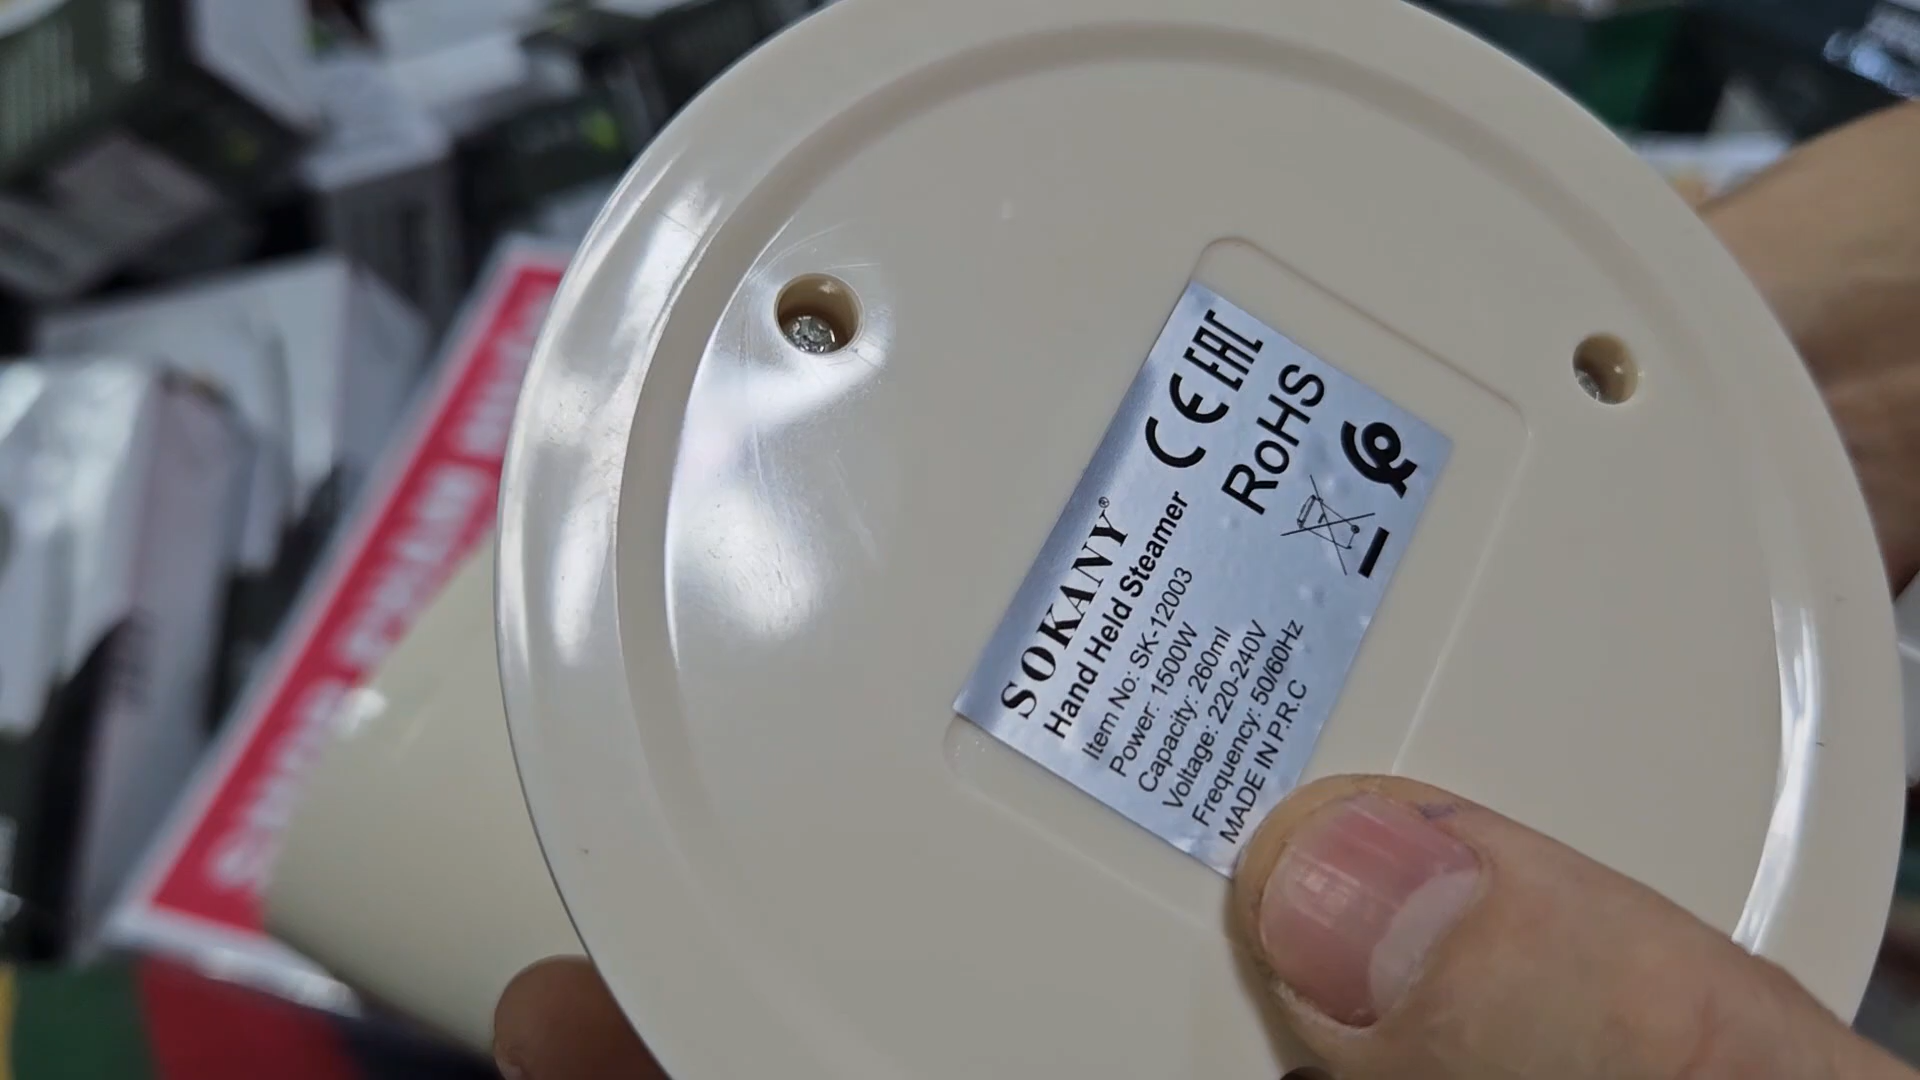 SOKANY®
Hand Held Steamer
Item No: SK-12003
Power: 1500W
Capacity: 260ml
Voltage: 220-240V
Frequency: 50/60Hz
MADE IN P.R.C
CE EAC
RoHS